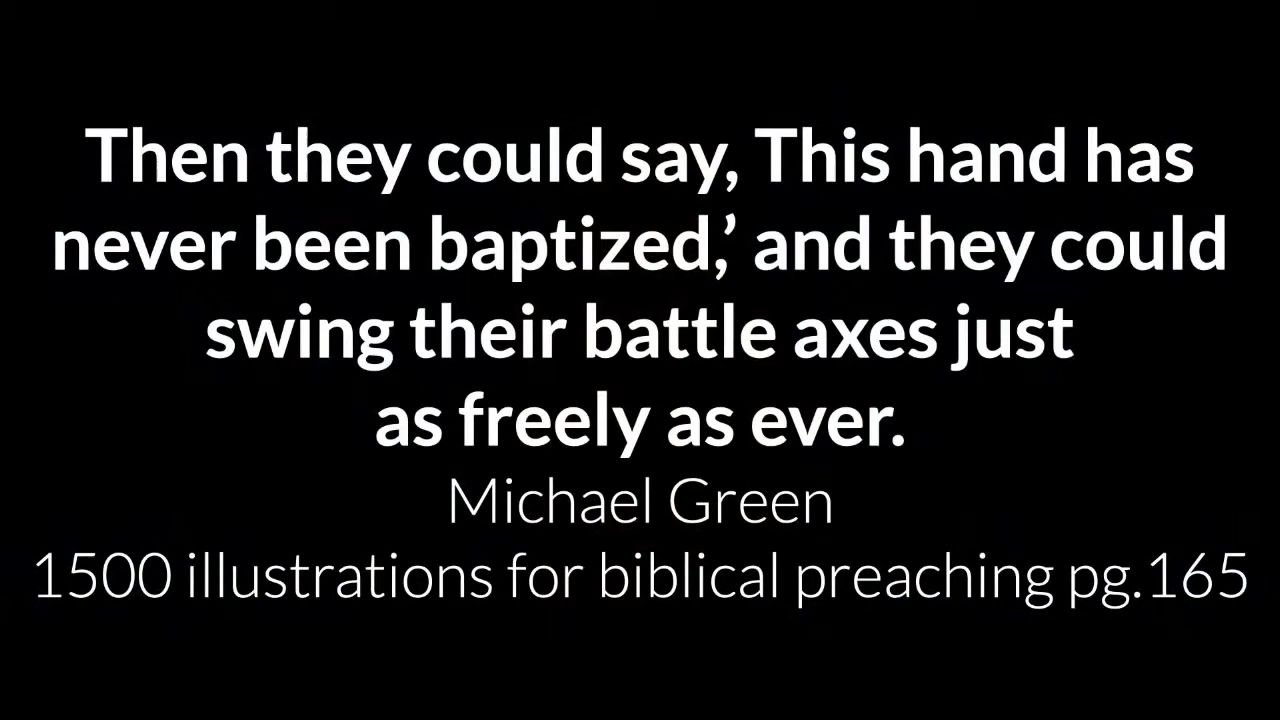 Then they could say, This hand has
never been baptized,’ and they could
swing their battle axes just
as freely as ever.
Michael Green
1500 illustrations for biblical preaching pg.165